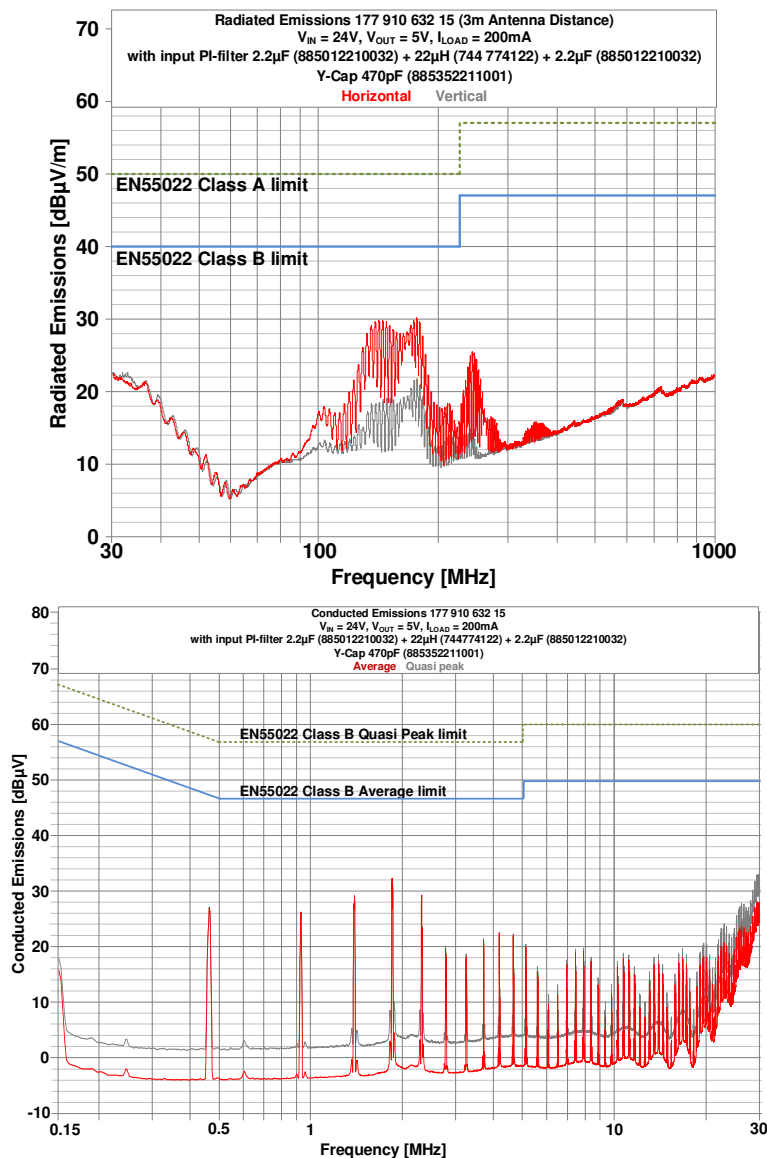 Radiated Emissions 177 910 632 15 (3m Antenna Distance)
VIN = 24V, VOUT = 5V, ILOAD = 200mA
with input PI-filter 2.2µF (885012210032) + 22µH (744 774122) + 2.2µF (885012210032)
Y-Cap 470pF (885352211001)
Horizontal Vertical
70
60
50
40
30
20
10
0
Radiated Emissions [dBµV/m]
EN55022 Class A limit
EN55022 Class B limit
30 100 1000
Frequency [MHz]
Conducted Emissions 177 910 632 15
VIN = 24V, VOUT = 5V, ILOAD = 200mA
with input PI-filter 2.2µF (885012210032) + 22µH (744774122) + 2.2µF (885012210032)
Y-Cap 470pF (885352211001)
Average Quasi peak
80
70
60
50
40
30
20
10
0
-10
Conducted Emissions [dBµV]
EN55022 Class B Quasi Peak limit
EN55022 Class B Average limit
0.15 0.5 1 10 30
Frequency [MHz]